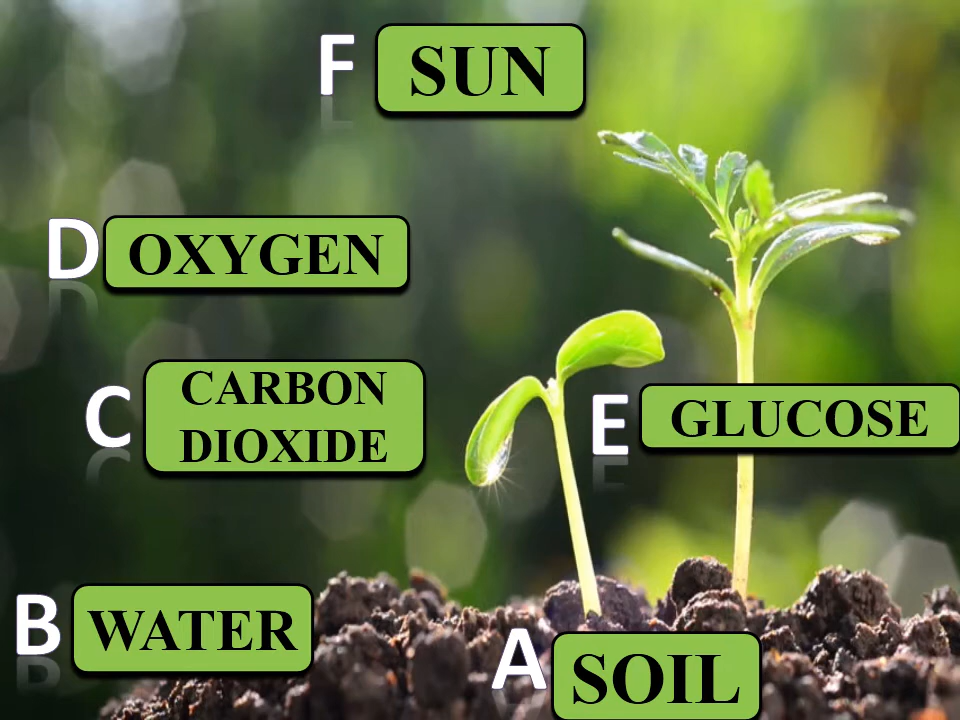 F SUN
D OXYGEN
C CARBON
DIOXIDE
E GLUCOSE
B WATER
A SOIL